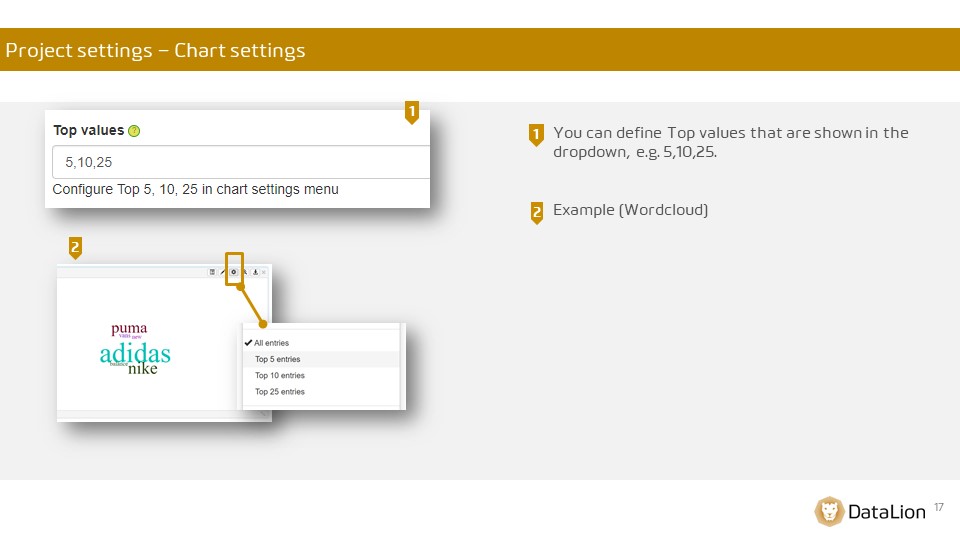 Project settings – Chart settings
1
Top values ?
5,10,25
Configure Top 5, 10, 25 in chart settings menu
1 You can define Top values that are shown in the
dropdown, e.g. 5,10,25.
2 Example (Wordcloud)
2
puma
new
adidas
balance
nike
All entries
Top 5 entries
Top 10 entries
Top 25 entries
DataLion
17